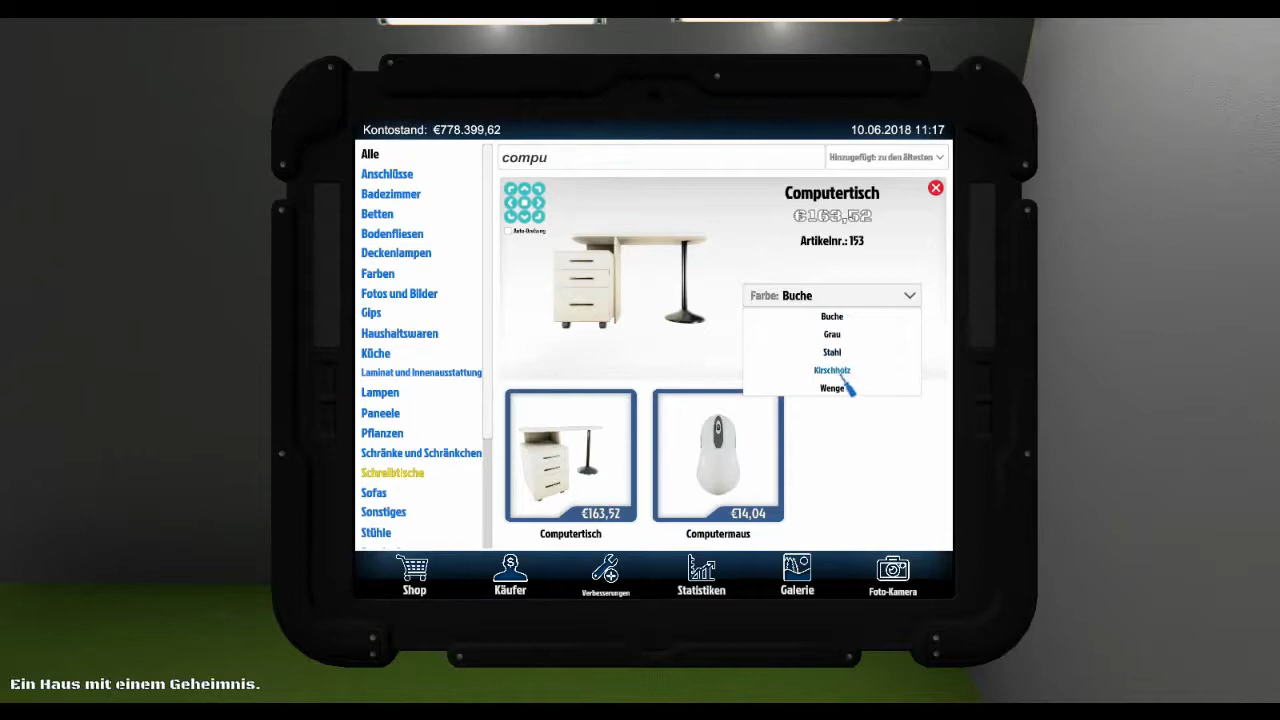 Kontostand: €778.399,62
10.06.2018 11:17
Alle
Anschlüsse
Badezimmer
Betten
Bodenfliesen
Deckenlampen
Farben
Fotos und Bilder
Gips
Haushaltswaren
Küche
Laminat und Innenausstattung
Lampen
Paneele
Pflanzen
Schränke und Schränkchen
Schreibtische
Sofas
Sonstiges
Stühle
compu
Hinzugefügt: zu den ältesten
Computertisch
€163,52
Artikelnr.: 153
Farbe: Buche
Buche
Grau
Stahl
Kirschholz
Wenge
€163,52
Computertisch
€14,04
Computermaus
Shop
Käufer
Verbesserungen
Statistiken
Galerie
Foto-Kamera
Ein Haus mit einem Geheimnis.